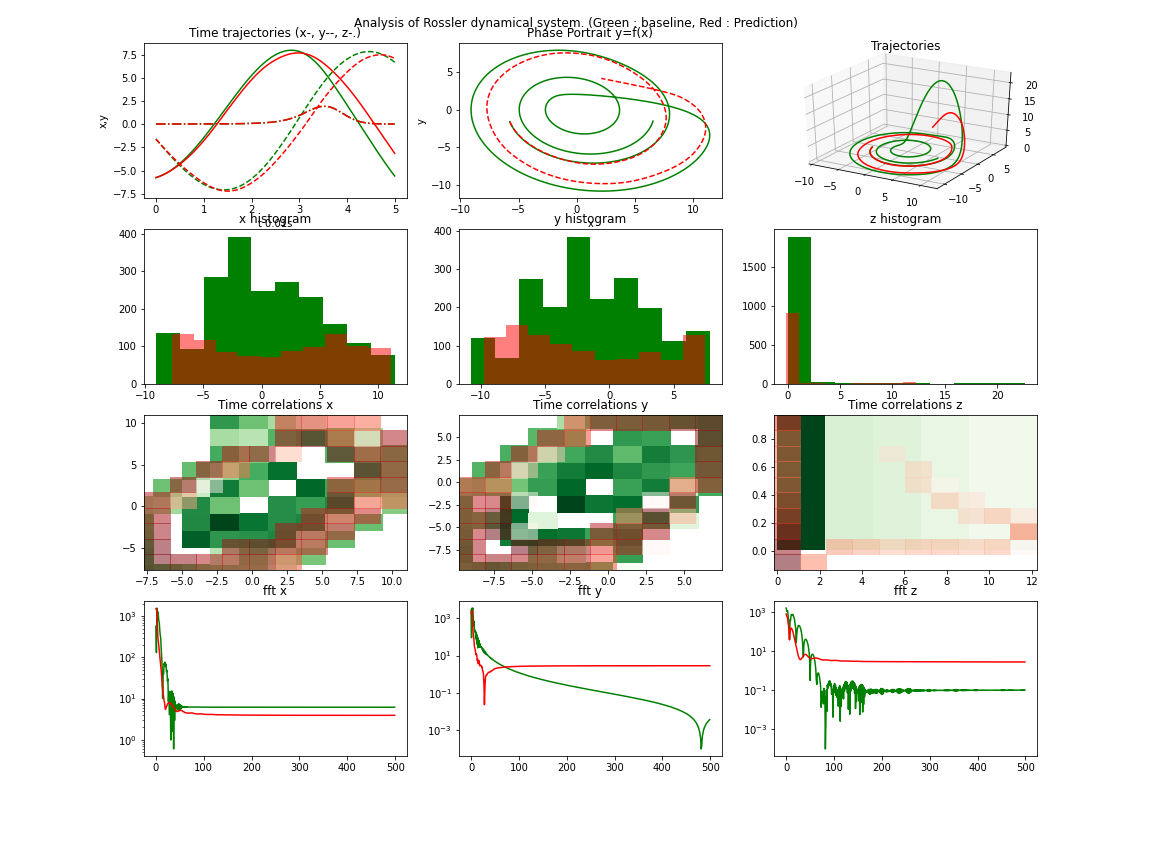 Analysis of Rossler dynamical system. (Green ; baseline, Red : Prediction)
Time trajectories (x-, y--, z-.)
Phase Portrait y=f(x)
Trajectories
7.5
5.0
2.5
0.0
−2.5
−5.0
−7.5
x,y
0 1 2 3 4 5
5
0
−5
−10
y
−10 −5 0 5 10
20
15
10
5
0
−10 −5 0 5 10
−10 −5 0 5
x histogram
y histogram
z histogram
x
400
300
200
100
0
−10 −5 0 5 10
400
300
200
100
0
−10 −5 0 5
1500
1000
500
0
0 5 10 15 20
Time correlations x
Time correlations y
Time correlations z
10
5
0
−5
−7.5 −5.0 −2.5 0.0 2.5 5.0 7.5 10.0
5.0
2.5
0.0
−2.5
−5.0
−7.5
−7.5 −5.0 −2.5 0.0 2.5 5.0
0.8
0.6
0.4
0.2
0.0
0 2 4 6 8 10 12
fft x
fft y
fft z
10³
10²
10¹
10⁰
0 100 200 300 400 500
10³
10¹
10⁻¹
10⁻³
0 100 200 300 400 500
10³
10¹
10⁻¹
10⁻³
0 100 200 300 400 500